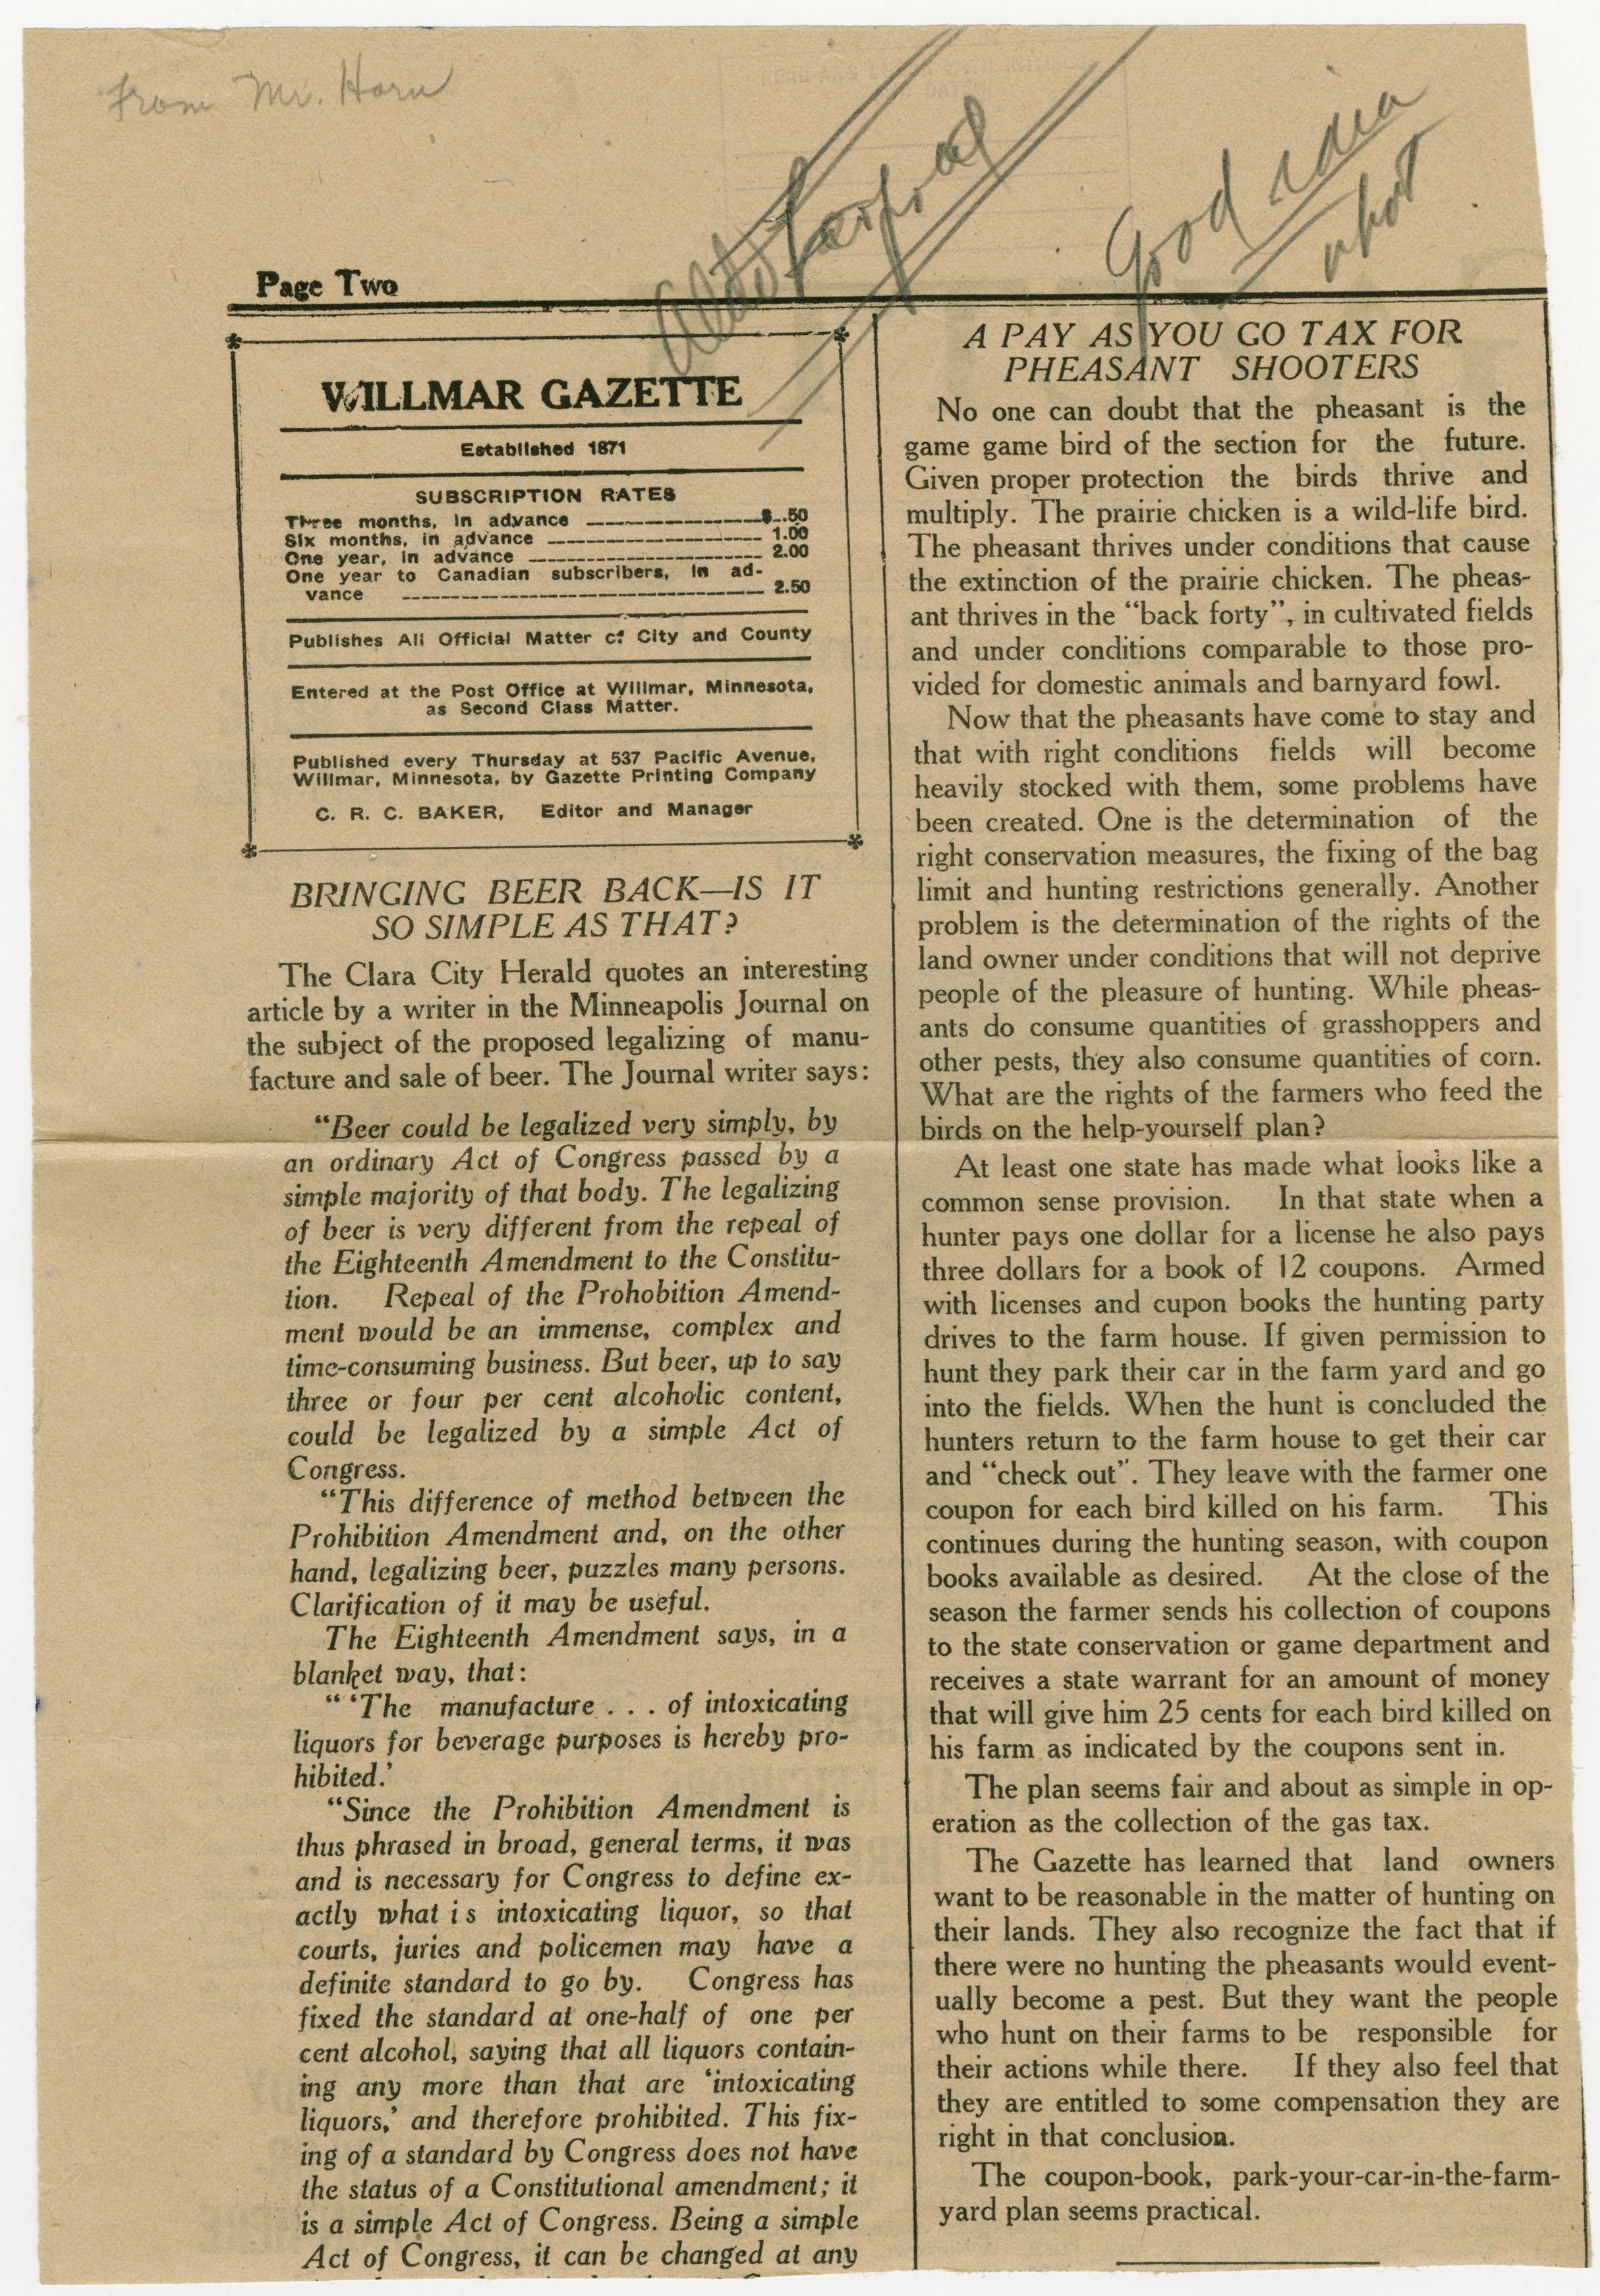 From Mr. Horn
Good idea
what
Page Two
WILLMAR GAZETTE
Established 1871
SUBSCRIPTION RATES
Three months, in advance $ .50
Six months, in advance 1.00
One year, in advance 2.00
One year to Canadian subscribers, in ad-
vance 2.50
Publishes All Official Matter of City and County
Entered at the Post Office at Willmar, Minnesota,
as Second Class Matter.
Published every Thursday at 537 Pacific Avenue,
Willmar, Minnesota, by Gazette Printing Company
C. R. C. BAKER, Editor and Manager
BRINGING BEER BACK—IS IT
SO SIMPLE AS THAT?
The Clara City Herald quotes an interesting
article by a writer in the Minneapolis Journal on
the subject of the proposed legalizing of manu-
facture and sale of beer. The Journal writer says:
"Beer could be legalized very simply, by
an ordinary Act of Congress passed by a
simple majority of that body. The legalizing
of beer is very different from the repeal of
the Eighteenth Amendment to the Constitu-
tion. Repeal of the Prohobition Amend-
ment would be an immense, complex and
time-consuming business. But beer, up to say
three or four per cent alcoholic content,
could be legalized by a simple Act of
Congress.
"This difference of method between the
Prohibition Amendment and, on the other
hand, legalizing beer, puzzles many persons.
Clarification of it may be useful.
The Eighteenth Amendment says, in a
blanket way, that:
" 'The manufacture . . . of intoxicating
liquors for beverage purposes is hereby pro-
hibited.'
"Since the Prohibition Amendment is
thus phrased in broad, general terms, it was
and is necessary for Congress to define ex-
actly what is intoxicating liquor, so that
courts, juries and policemen may have a
definite standard to go by. Congress has
fixed the standard at one-half of one per
cent alcohol, saying that all liquors contain-
ing any more than that are 'intoxicating
liquors,' and therefore prohibited. This fix-
ing of a standard by Congress does not have
the status of a Constitutional amendment; it
is a simple Act of Congress. Being a simple
Act of Congress, it can be changed at any
A PAY AS YOU GO TAX FOR
PHEASANT SHOOTERS
No one can doubt that the pheasant is the
game game bird of the section for the future.
Given proper protection the birds thrive and
multiply. The prairie chicken is a wild-life bird.
The pheasant thrives under conditions that cause
the extinction of the prairie chicken. The pheas-
ant thrives in the "back forty", in cultivated fields
and under conditions comparable to those pro-
vided for domestic animals and barnyard fowl.
Now that the pheasants have come to stay and
that with right conditions fields will become
heavily stocked with them, some problems have
been created. One is the determination of the
right conservation measures, the fixing of the bag
limit and hunting restrictions generally. Another
problem is the determination of the rights of the
land owner under conditions that will not deprive
people of the pleasure of hunting. While pheas-
ants do consume quantities of grasshoppers and
other pests, they also consume quantities of corn.
What are the rights of the farmers who feed the
birds on the help-yourself plan?
At least one state has made what looks like a
common sense provision. In that state when a
hunter pays one dollar for a license he also pays
three dollars for a book of 12 coupons. Armed
with licenses and cupon books the hunting party
drives to the farm house. If given permission to
hunt they park their car in the farm yard and go
into the fields. When the hunt is concluded the
hunters return to the farm house to get their car
and "check out". They leave with the farmer one
coupon for each bird killed on his farm. This
continues during the hunting season, with coupon
books available as desired. At the close of the
season the farmer sends his collection of coupons
to the state conservation or game department and
receives a state warrant for an amount of money
that will give him 25 cents for each bird killed on
his farm as indicated by the coupons sent in.
The plan seems fair and about as simple in op-
eration as the collection of the gas tax.
The Gazette has learned that land owners
want to be reasonable in the matter of hunting on
their lands. They also recognize the fact that if
there were no hunting the pheasants would event-
ually become a pest. But they want the people
who hunt on their farms to be responsible for
their actions while there. If they also feel that
they are entitled to some compensation they are
right in that conclusion.
The coupon-book, park-your-car-in-the-farm-
yard plan seems practical.